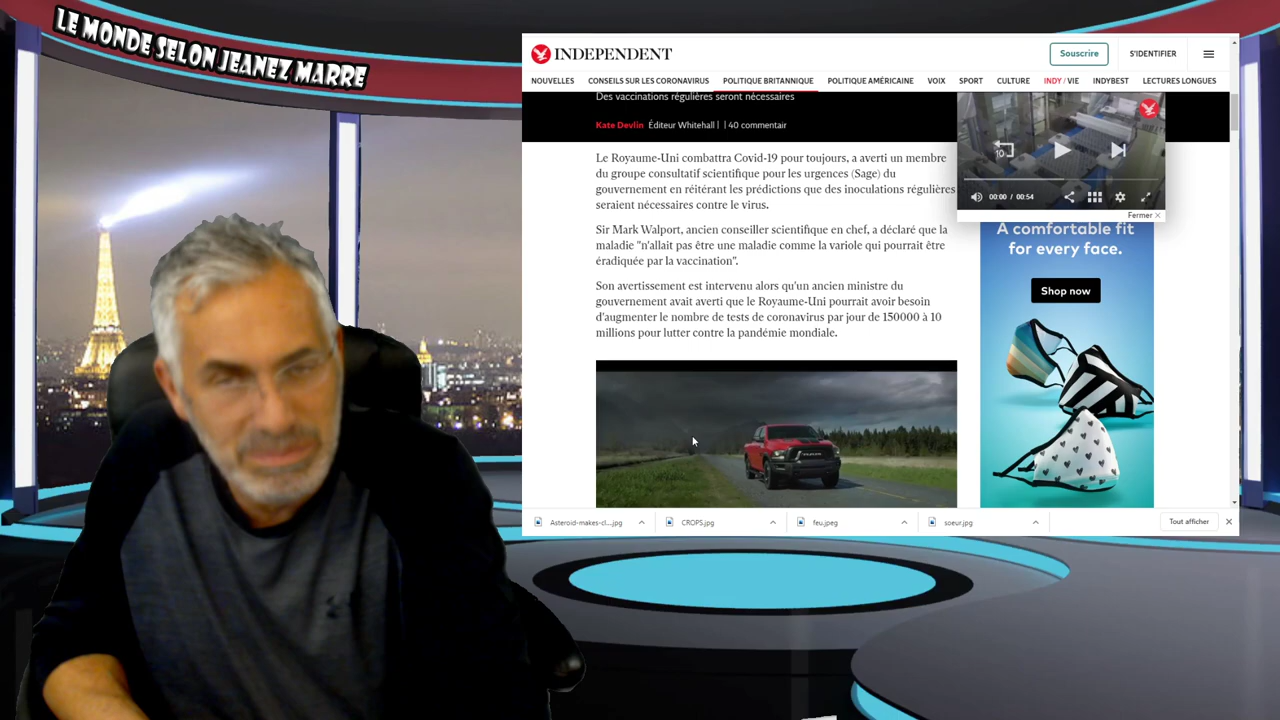 LE MONDE SELON JEANEZ MARRE
INDEPENDENT
Souscrire
S'IDENTIFIER
NOUVELLES CONSEILS SUR LES CORONAVIRUS POLITIQUE BRITANNIQUE POLITIQUE AMÉRICAINE VOIX SPORT CULTURE INDY / VIE INDYBEST LECTURES LONGUES
Des vaccinations régulières seront nécessaires
Kate Devlin Éditeur Whitehall | | 40 commentair
Le Royaume-Uni combattra Covid-19 pour toujours, a averti un membre
du groupe consultatif scientifique pour les urgences (Sage) du
gouvernement en réitérant les prédictions que des inoculations régulières
seraient nécessaires contre le virus.
Sir Mark Walport, ancien conseiller scientifique en chef, a déclaré que la
maladie "n'allait pas être une maladie comme la variole qui pourrait être
éradiquée par la vaccination".
Son avertissement est intervenu alors qu'un ancien ministre du
gouvernement avait averti que le Royaume-Uni pourrait avoir besoin
d'augmenter le nombre de tests de coronavirus par jour de 150000 à 10
millions pour lutter contre la pandémie mondiale.
10
00:00 / 00:54
Fermer
A comfortable fit
for every face.
Shop now
RAM
Asteroid-makes-cl....jpg
CROPS.jpg
feu.jpeg
soeur.jpg
Tout afficher